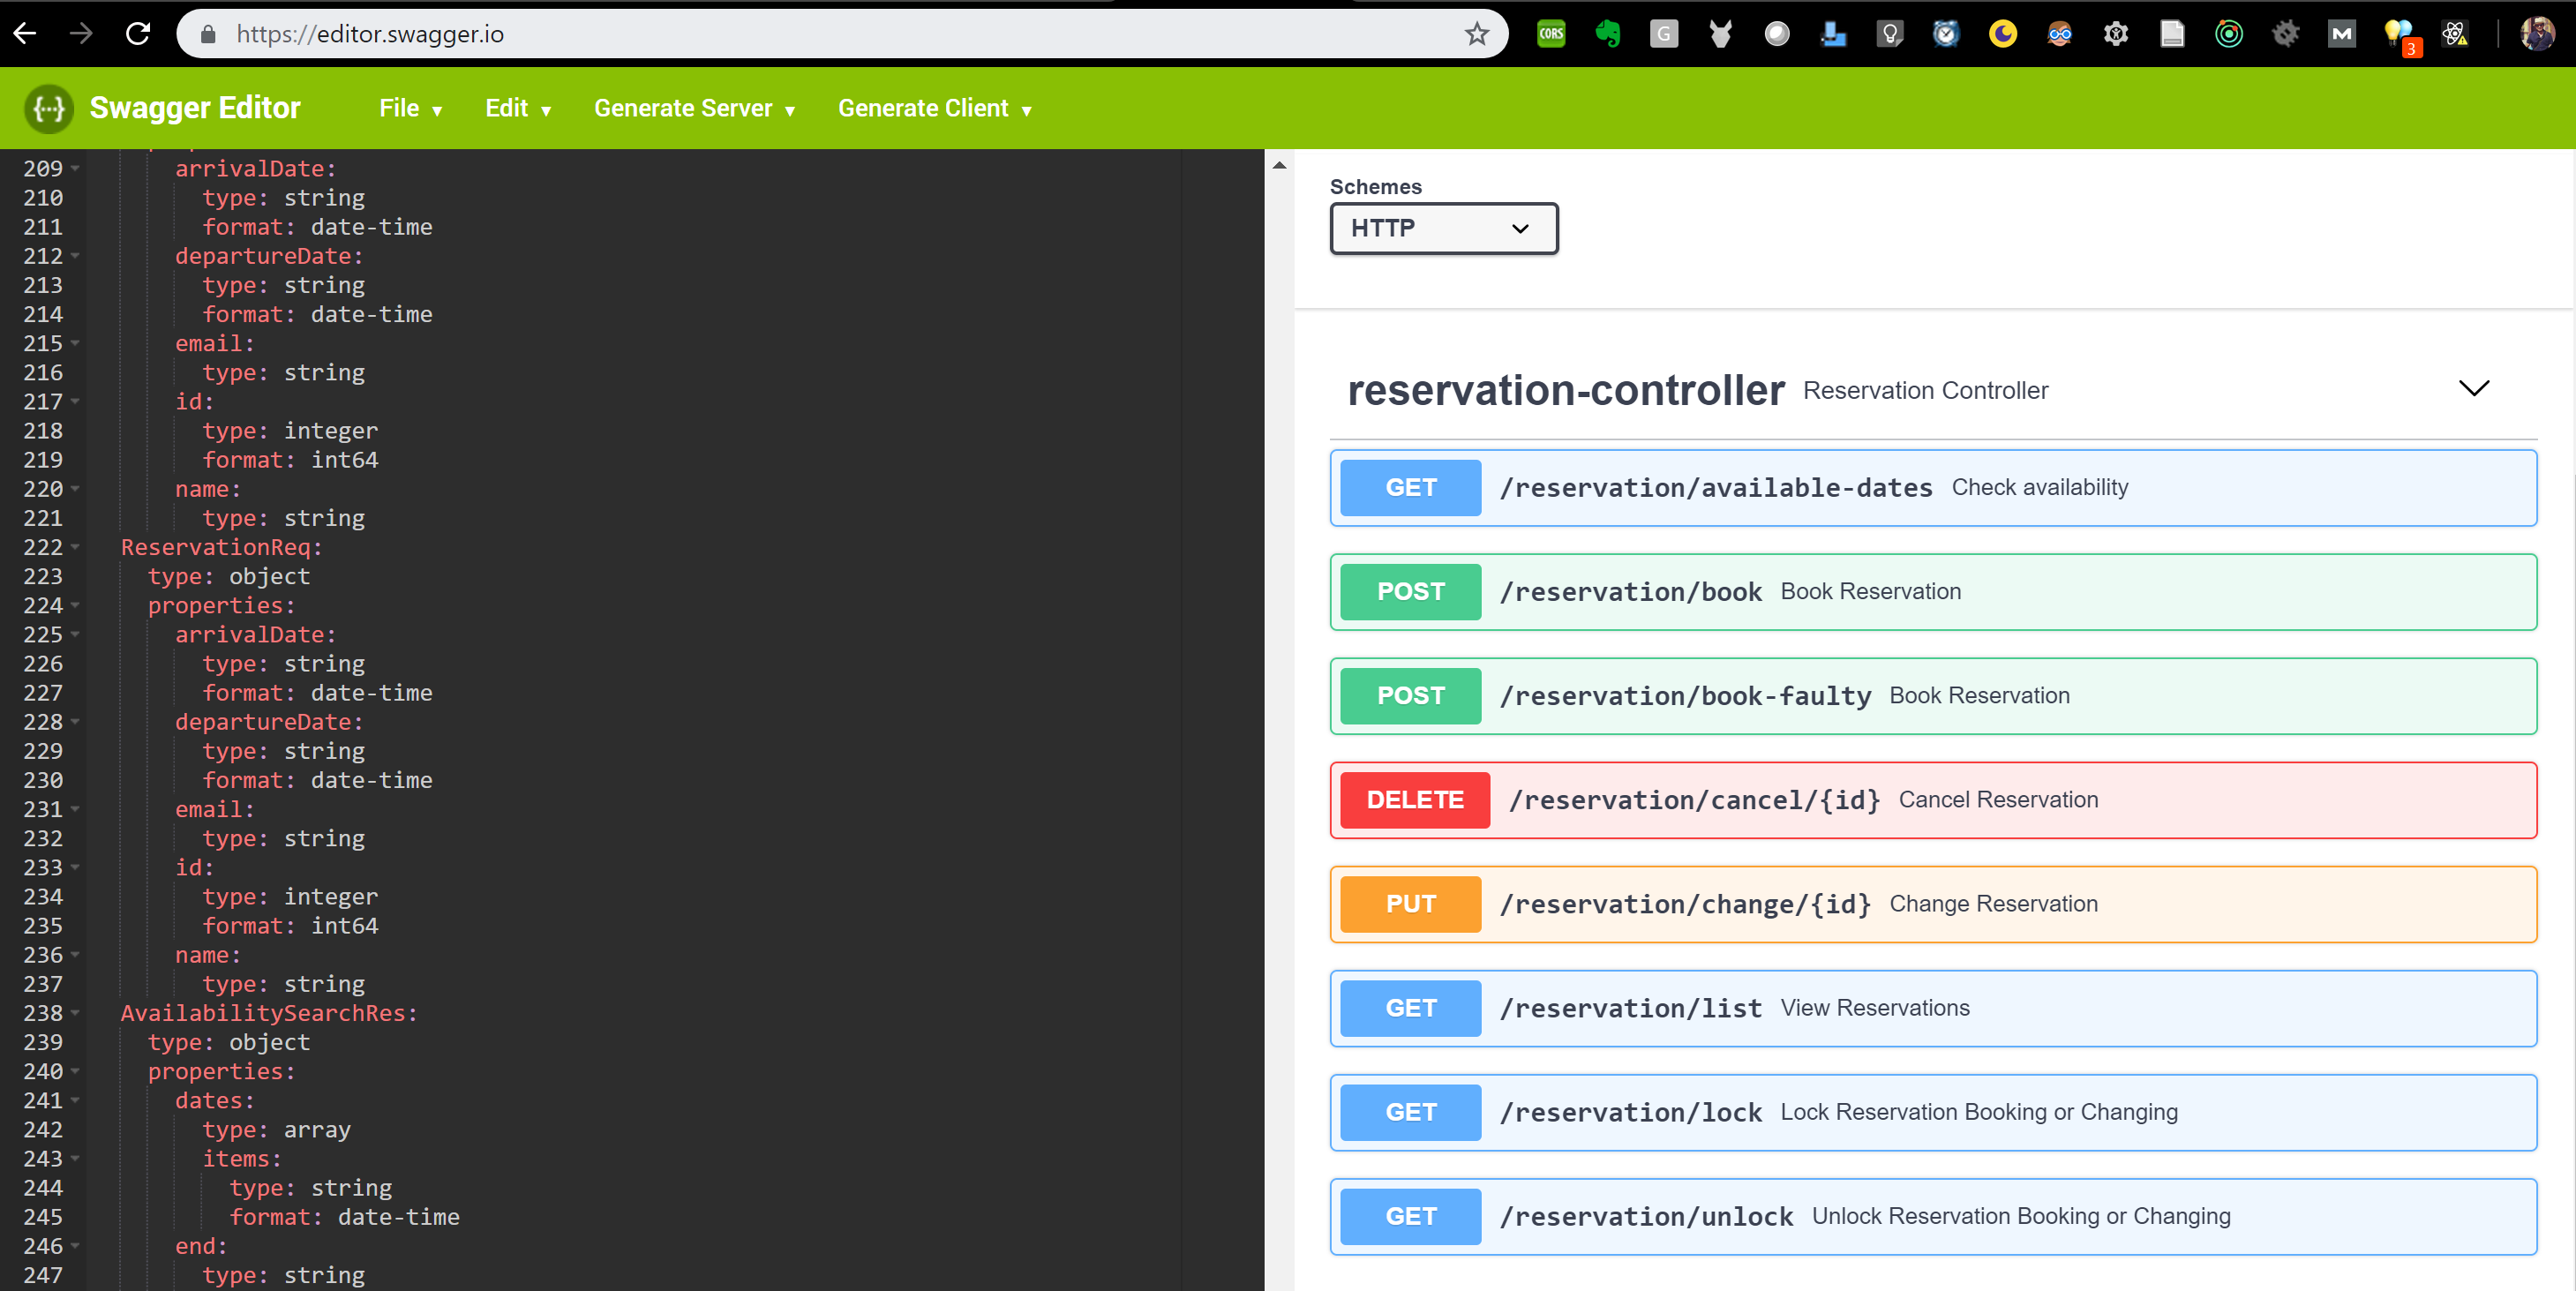 https://editor.swagger.io
CORS
G
M
3
{...} Swagger Editor File ▾ Edit ▾ Generate Server ▾ Generate Client ▾
209 arrivalDate:
210 type: string
211 format: date-time
212 departureDate:
213 type: string
214 format: date-time
215 email:
216 type: string
217 id:
218 type: integer
219 format: int64
220 name:
221 type: string
222 ReservationReq:
223 type: object
224 properties:
225 arrivalDate:
226 type: string
227 format: date-time
228 departureDate:
229 type: string
230 format: date-time
231 email:
232 type: string
233 id:
234 type: integer
235 format: int64
236 name:
237 type: string
238 AvailabilitySearchRes:
239 type: object
240 properties:
241 dates:
242 type: array
243 items:
244 type: string
245 format: date-time
246 end:
247 type: string
Schemes
HTTP
reservation-controller Reservation Controller
GET /reservation/available-dates Check availability
POST /reservation/book Book Reservation
POST /reservation/book-faulty Book Reservation
DELETE /reservation/cancel/{id} Cancel Reservation
PUT /reservation/change/{id} Change Reservation
GET /reservation/list View Reservations
GET /reservation/lock Lock Reservation Booking or Changing
GET /reservation/unlock Unlock Reservation Booking or Changing